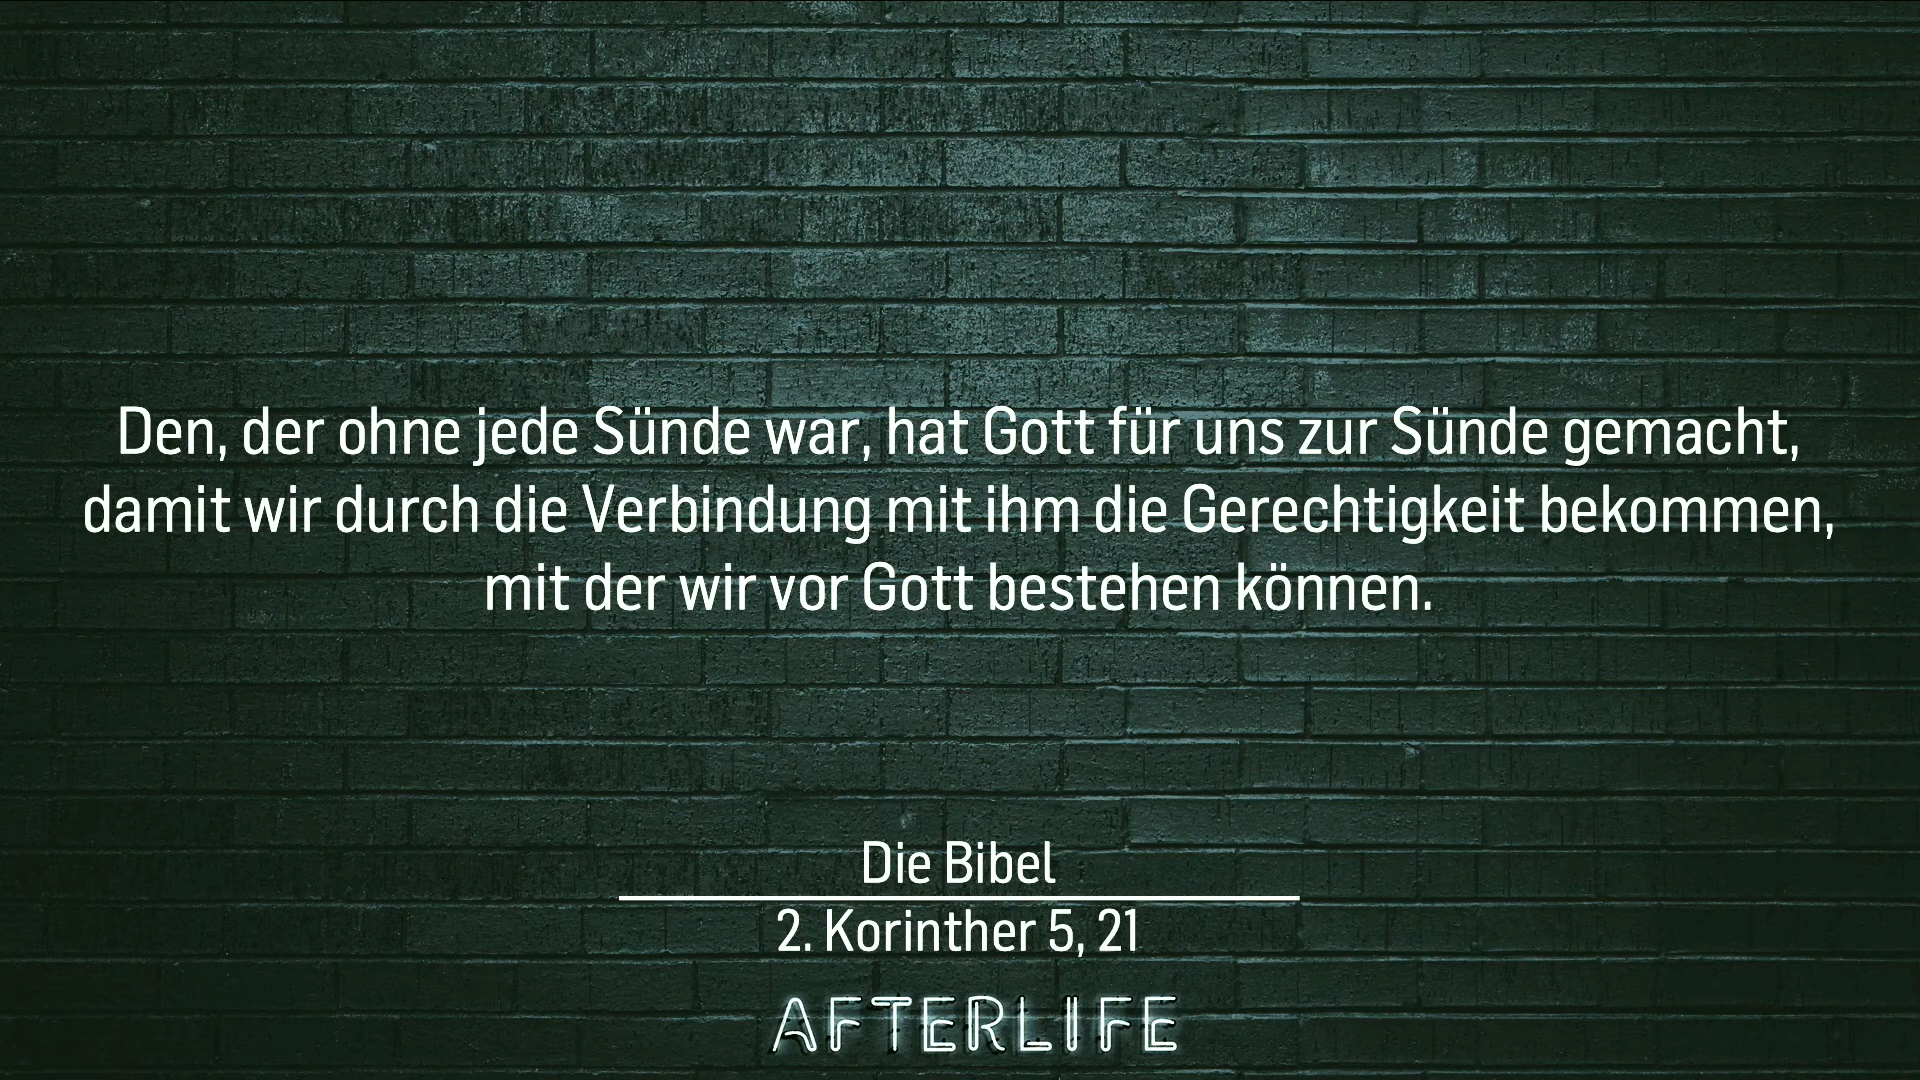 Den, der ohne jede Sünde war, hat Gott für uns zur Sünde gemacht,
damit wir durch die Verbindung mit ihm die Gerechtigkeit bekommen,
mit der wir vor Gott bestehen können.
Die Bibel
2. Korinther 5, 21
AFTERLIFE